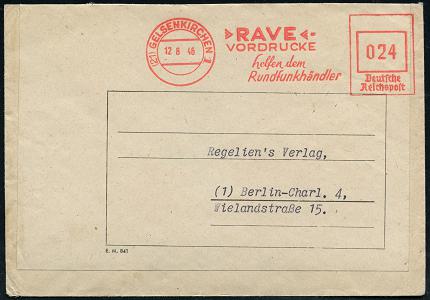 (21) GELSENKIRCHEN 1
12 8 46
RAVE
VORDRUCKE
helfen dem
Rundfunkhändler
024
Deutsche
Reichspost
Regelten's Verlag,
(1) Berlin-Charl. 4,
Wielandstraße 15.
E. M. 841